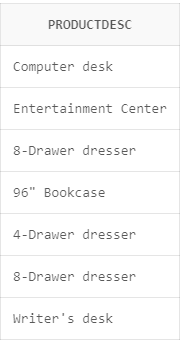 PRODUCTDESC
Computer desk
Entertainment Center
8-Drawer dresser
96" Bookcase
4-Drawer dresser
8-Drawer dresser
Writer's desk